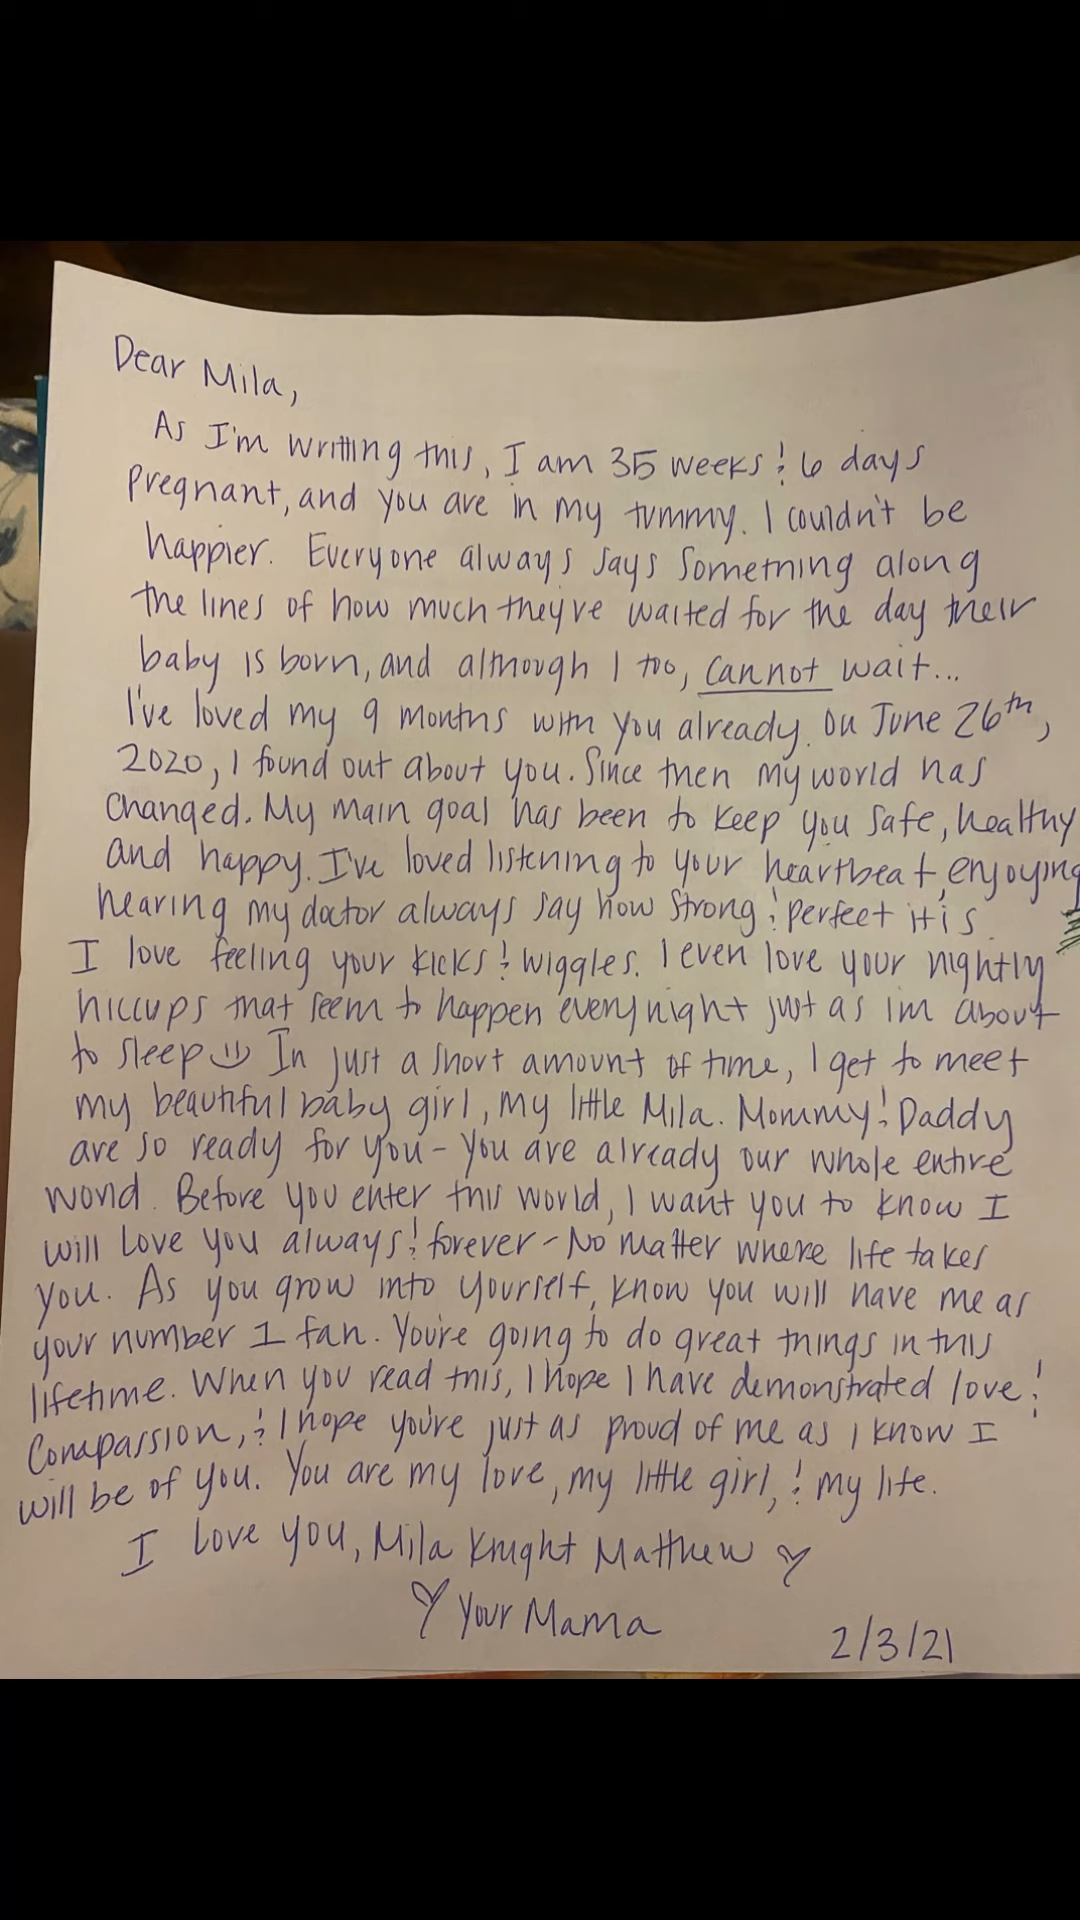 Dear Mila,
As I'm writting this, I am 35 weeks & 6 days
pregnant, and you are in my tummy. I couldn't be
happier. Everyone always says something along
the lines of how much they've waited for the day their
baby is born, and although I too, cannot wait...
I've loved my 9 months with you already. On June 26th,
2020, I found out about you. Since then my world has
changed. My main goal has been to keep you safe, healthy
and happy. I've loved listening to your heartbeat, enjoying
hearing my doctor always say how strong & perfect it is.
I love feeling your kicks & wiggles. I even love your nightly
hiccups that seem to happen every night just as im about
to sleep☺ In just a short amount of time, I get to meet
my beautiful baby girl, my little Mila. Mommy & Daddy
are so ready for you - you are already our whole entire
world. Before you enter this world, I want you to know I
will love you always & forever - No matter where life takes
you. As you grow into yourself, know you will have me as
your number 1 fan. You're going to do great things in this
lifetime. When you read this, I hope I have demonstrated love &
Compassion, & I hope you're just as proud of me as I know I
will be of you. You are my love, my little girl, & my life.
I love you, Mila Knight Matthew ♡
♡ Your Mama
2/3/21